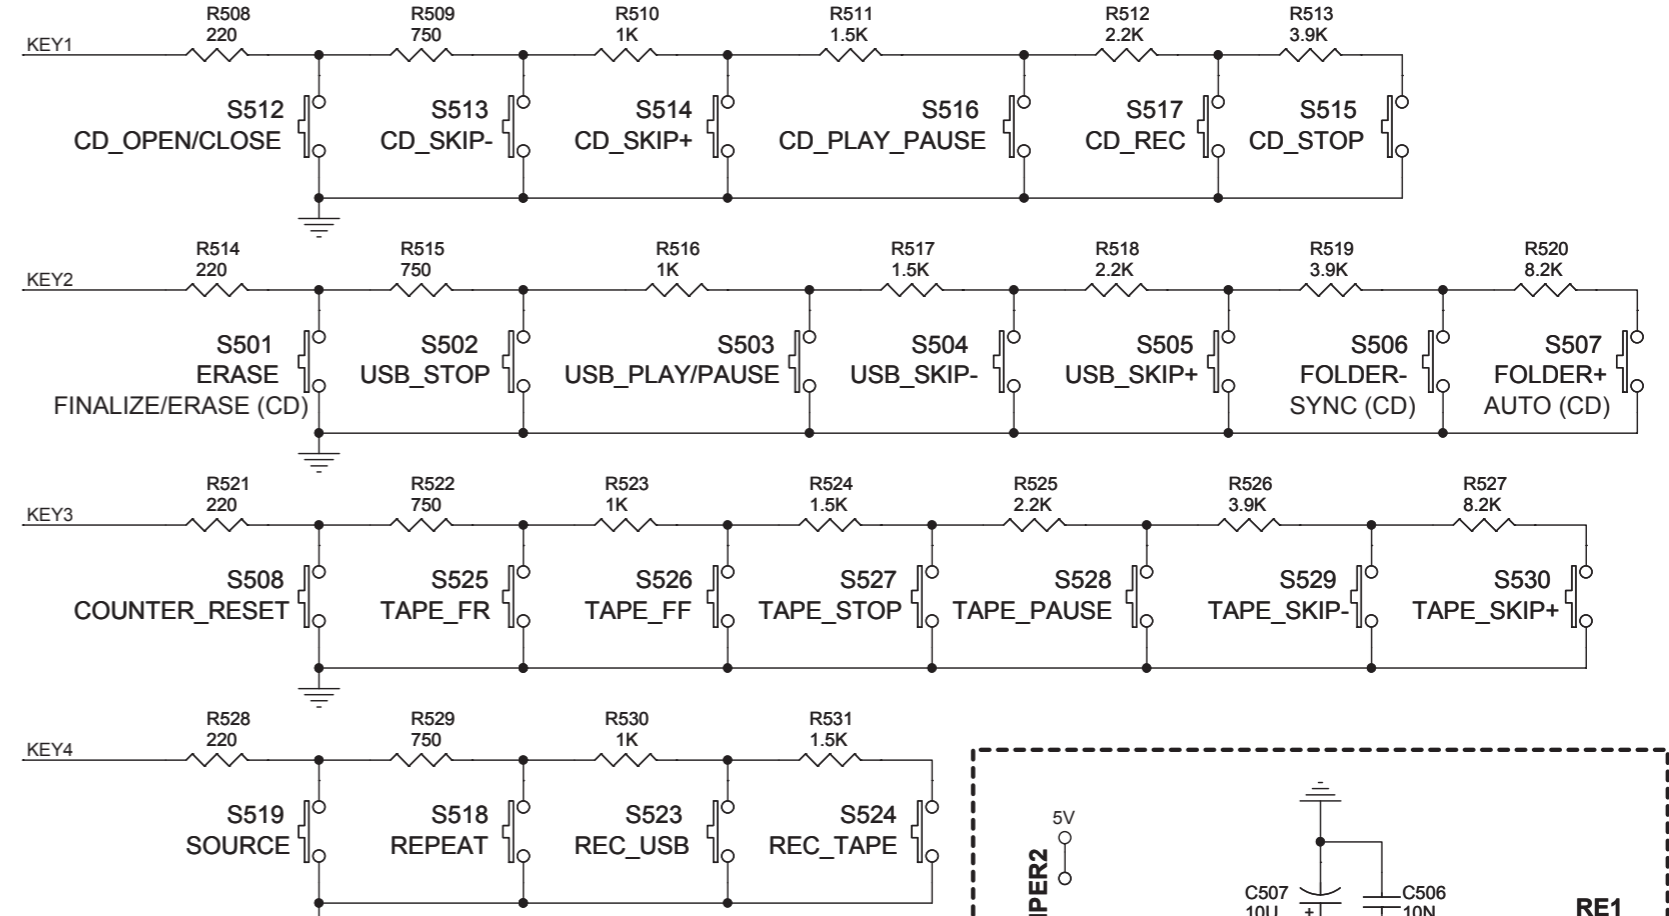 R508 R509 R510 R511 R512 R513
220 750 1K 1.5K 2.2K 3.9K
KEY1
S512 S513 S514 S516 S517 S515
CD_OPEN/CLOSE CD_SKIP- CD_SKIP+ CD_PLAY_PAUSE CD_REC CD_STOP
R514 R515 R516 R517 R518 R519 R520
220 750 1K 1.5K 2.2K 3.9K 8.2K
KEY2
S501 S502 S503 S504 S505 S506 S507
ERASE USB_STOP USB_PLAY/PAUSE USB_SKIP- USB_SKIP+ FOLDER- FOLDER+
FINALIZE/ERASE (CD) SYNC (CD) AUTO (CD)
R521 R522 R523 R524 R525 R526 R527
220 750 1K 1.5K 2.2K 3.9K 8.2K
KEY3
S508 S525 S526 S527 S528 S529 S530
COUNTER_RESET TAPE_FR TAPE_FF TAPE_STOP TAPE_PAUSE TAPE_SKIP- TAPE_SKIP+
R528 R529 R530 R531
220 750 1K 1.5K
KEY4
S519 S518 S523 S524
SOURCE REPEAT REC_USB REC_TAPE
5V
MPER2
C507 C506
10U + 10N
RE1